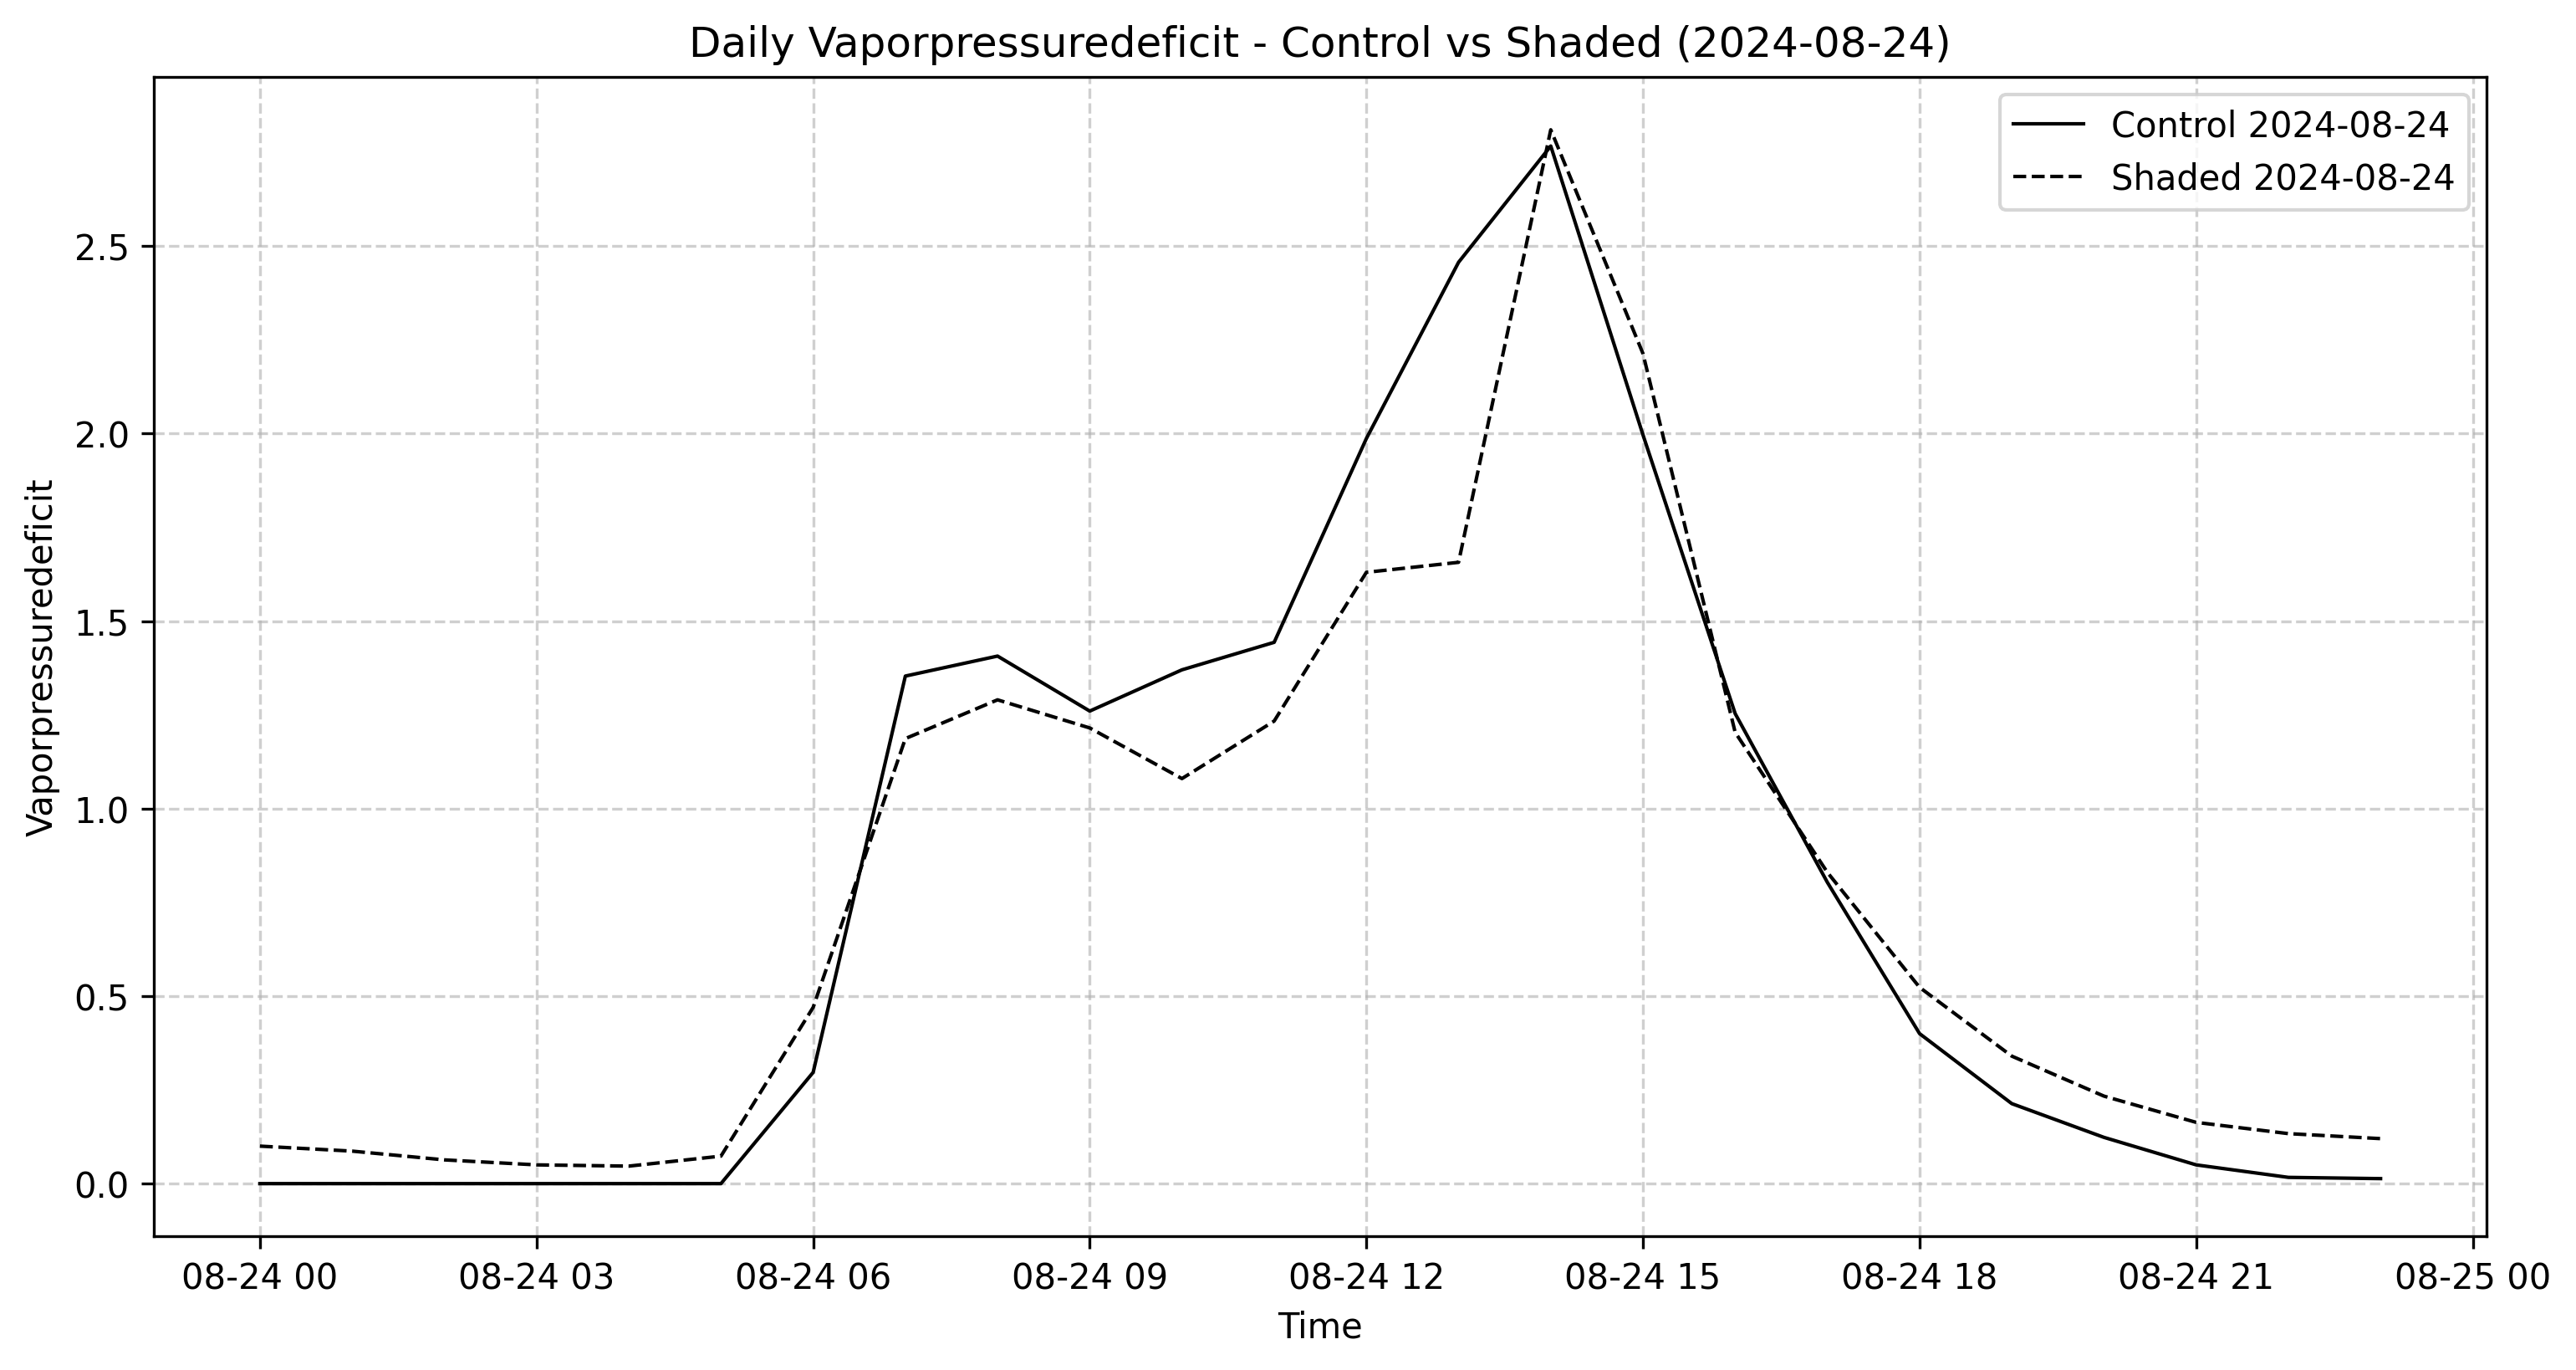 Daily Vaporpressuredeficit - Control vs Shaded (2024-08-24)
Control 2024-08-24
Shaded 2024-08-24
Vaporpressuredeficit
2.5
2.0
1.5
1.0
0.5
0.0
08-24 00 08-24 03 08-24 06 08-24 09 08-24 12 08-24 15 08-24 18 08-24 21 08-25 00
Time